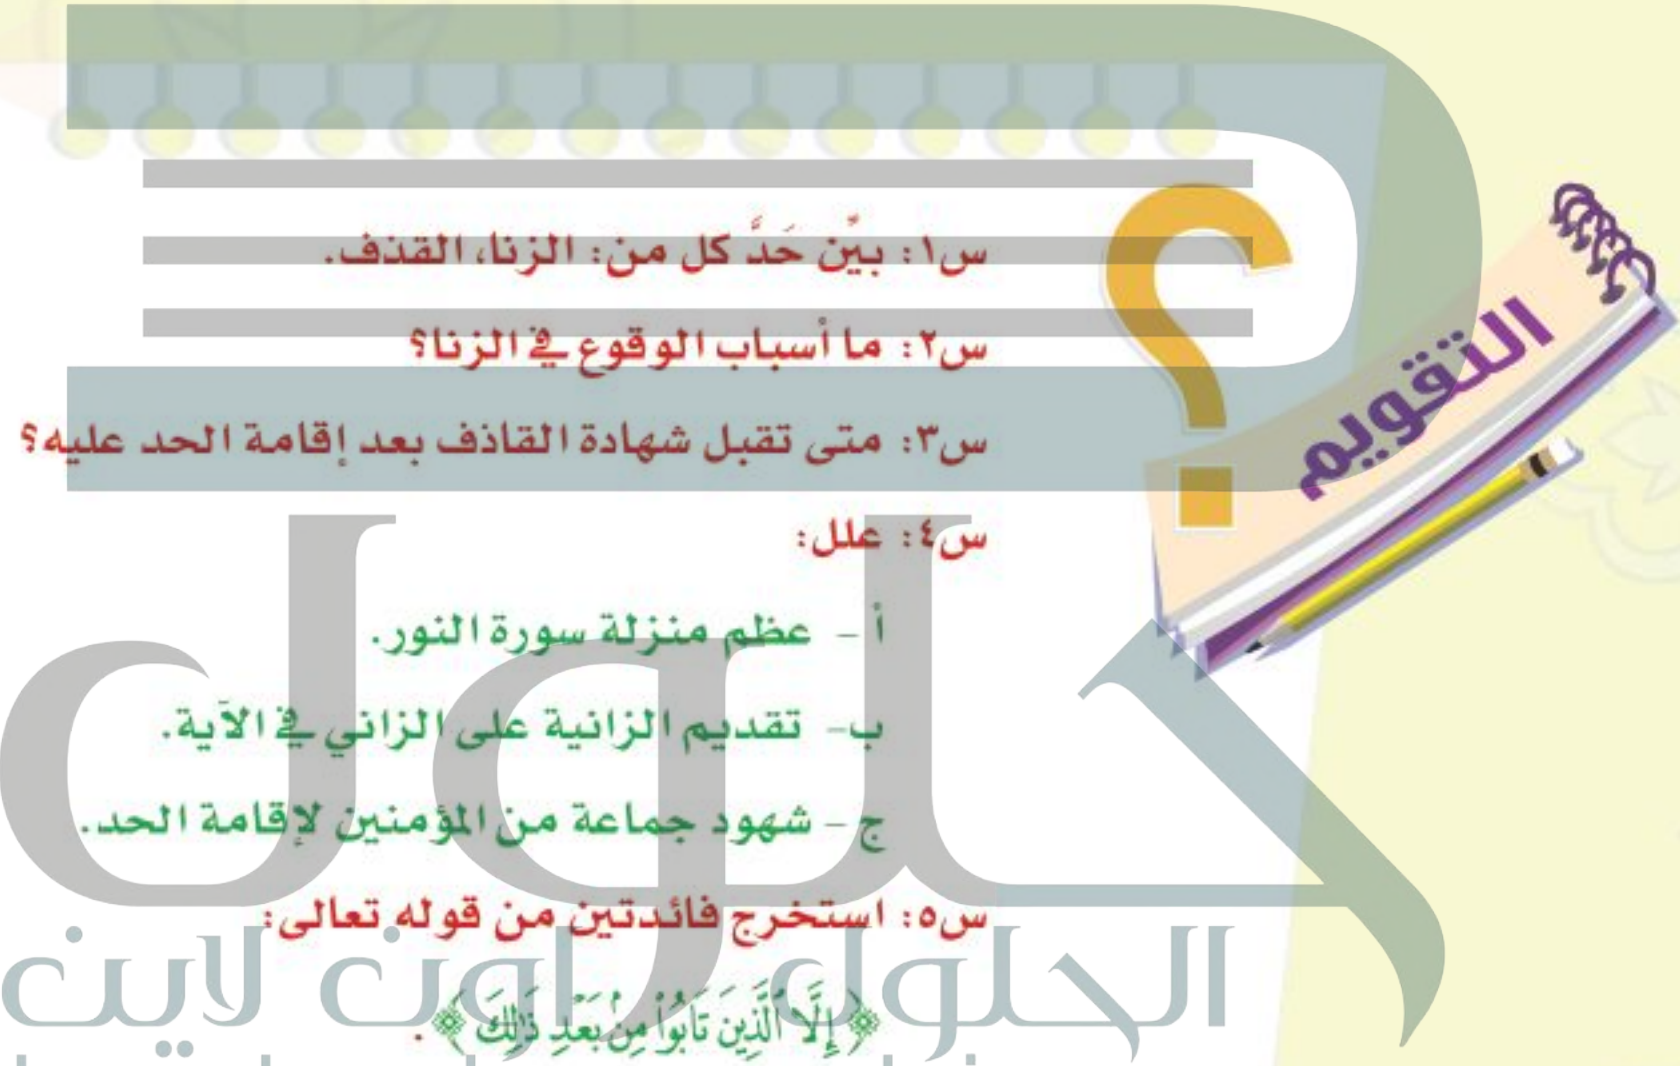 التقويم
س١: بيِّن حَدَّ كل من: الزنا، القذف.
س٢: ما أسباب الوقوع في الزنا؟
س٣: متى تقبل شهادة القاذف بعد إقامة الحد عليه؟
س٤: علل:
أ - عظم منزلة سورة النور.
ب- تقديم الزانية على الزاني في الآية.
ج - شهود جماعة من المؤمنين لإقامة الحد.
س٥: استخرج فائدتين من قوله تعالى:
﴿ إِلَّا الَّذِينَ تَابُوا مِنْ بَعْدِ ذَٰلِكَ ﴾.
حلول
الحلول اون لاين